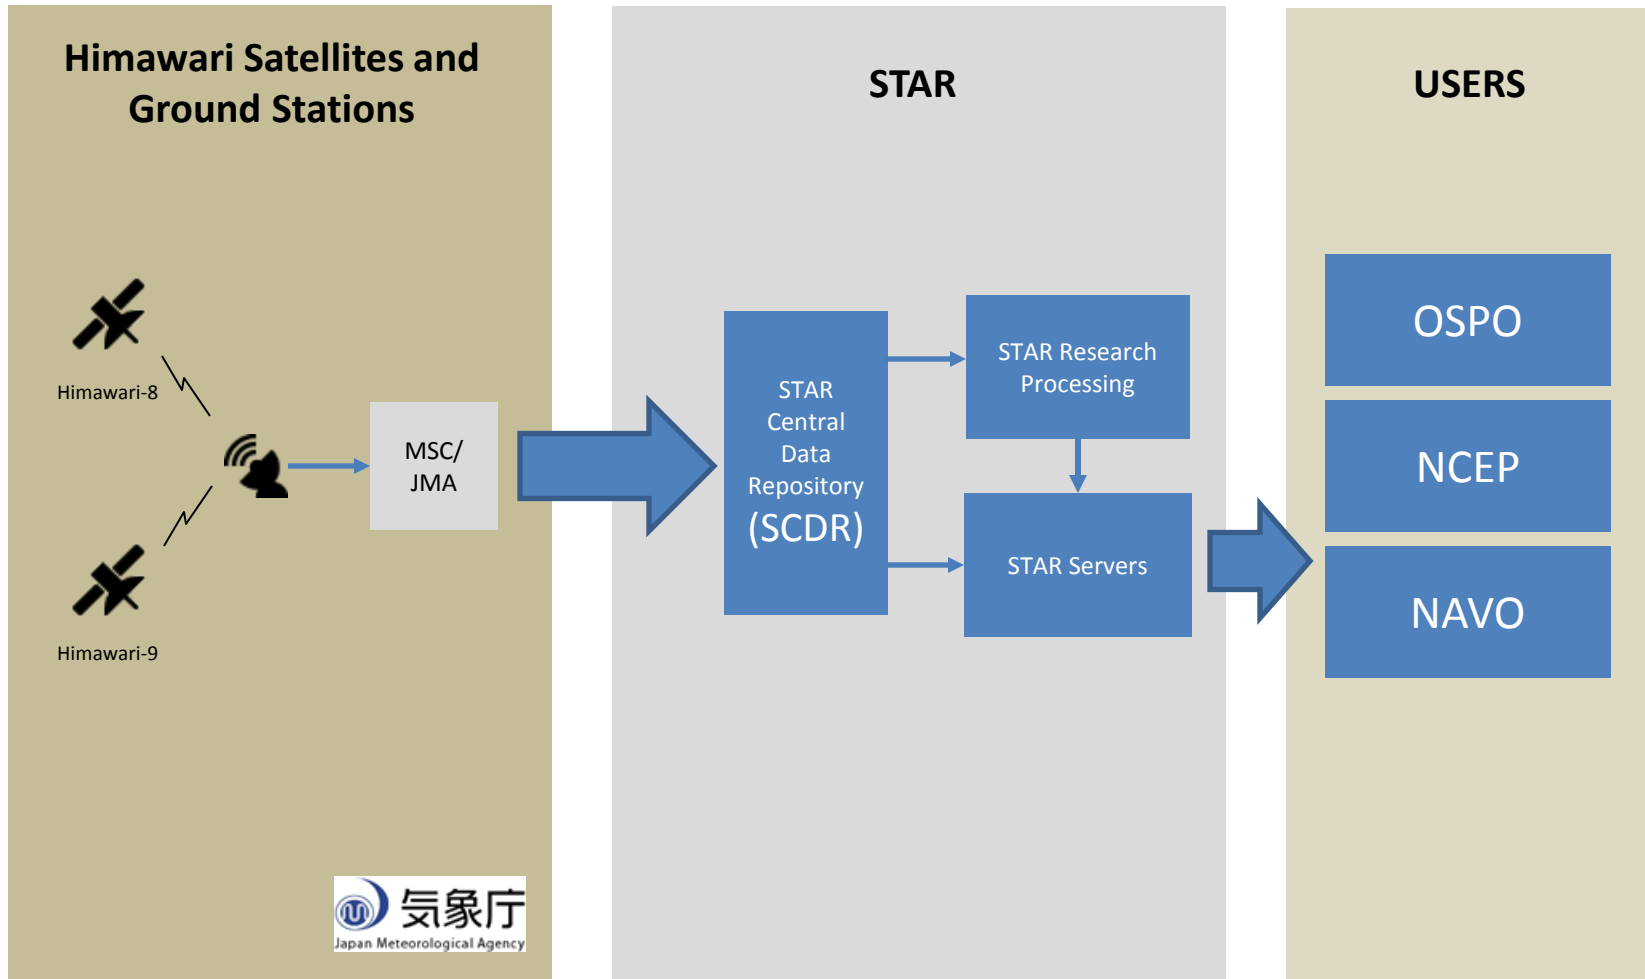 Himawari Satellites and
Ground Stations
Himawari-8
Himawari-9
MSC/
JMA
気象庁
Japan Meteorological Agency
STAR
STAR
Central
Data
Repository
(SCDR)
STAR Research
Processing
STAR Servers
USERS
OSPO
NCEP
NAVO